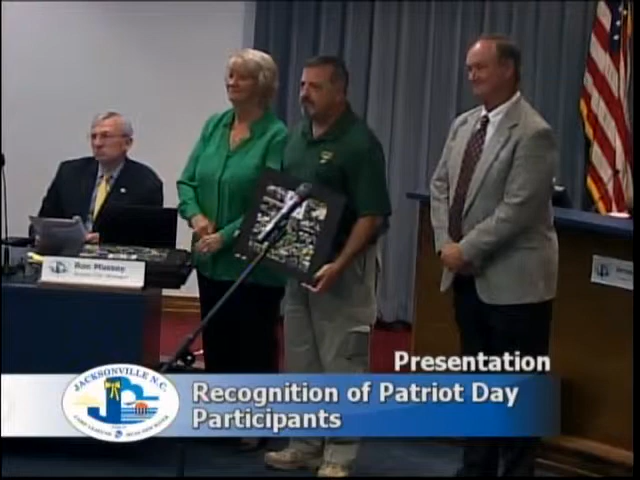 Ron Massey
Presentation
JACKSONVILLE N.C.
Recognition of Patriot Day
Participants